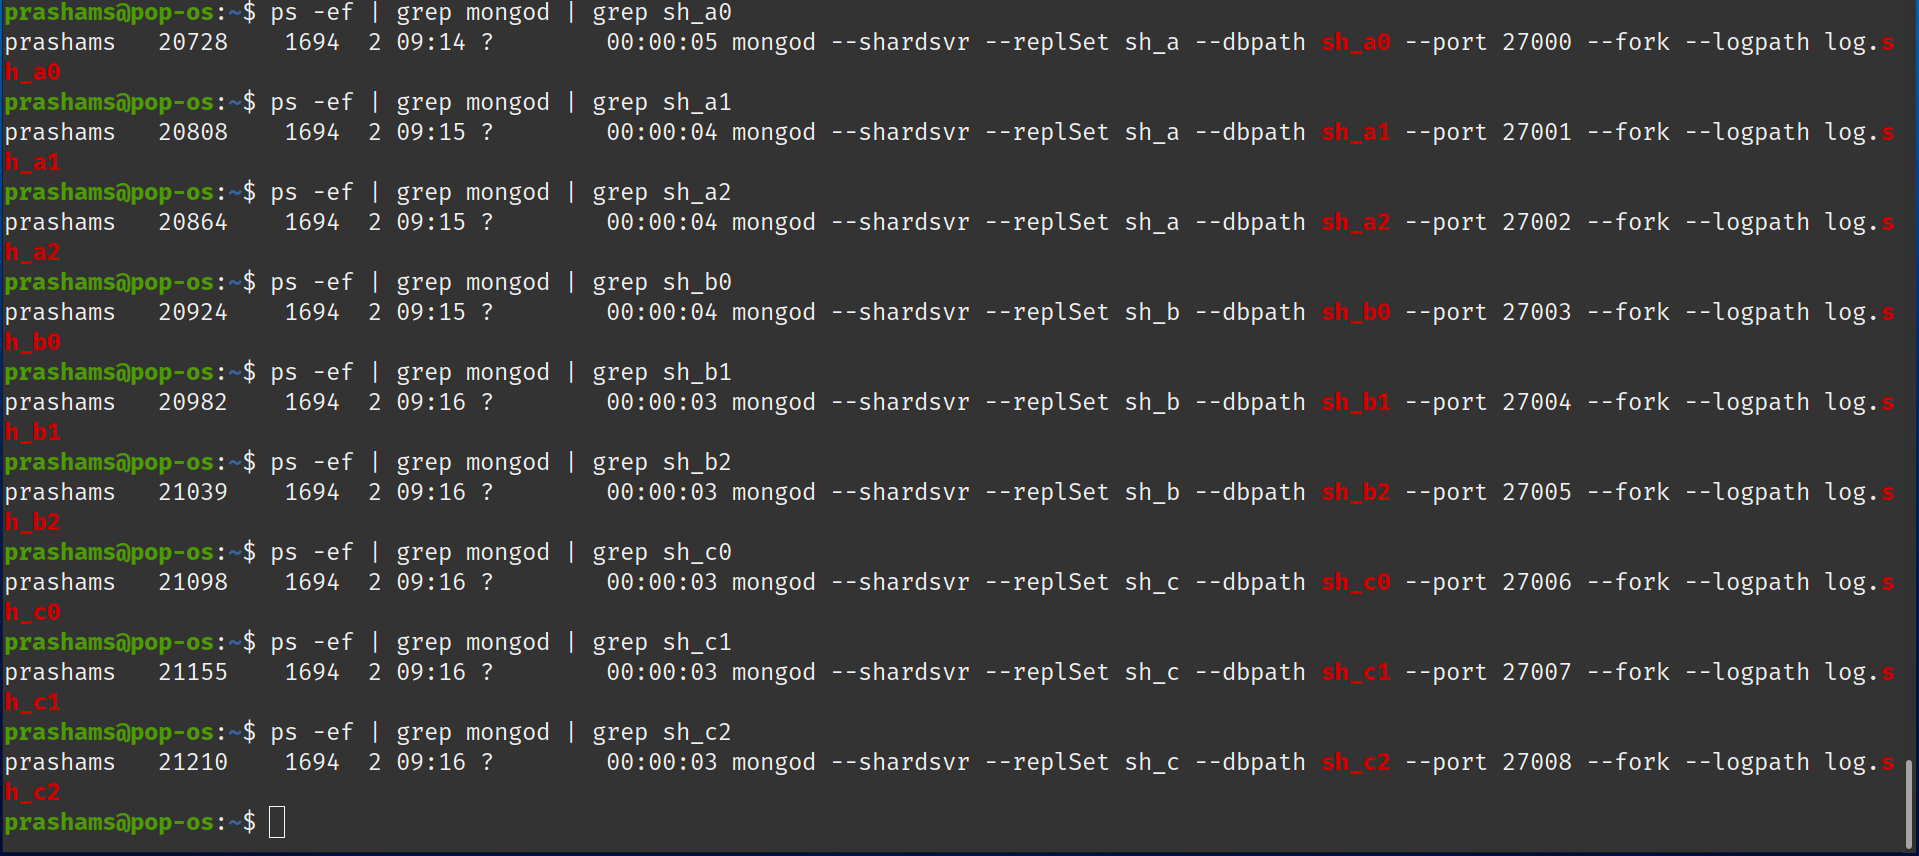 prashams@pop-os:~$ ps -ef | grep mongod | grep sh_a0
prashams   20728    1694  2 09:14 ?        00:00:05 mongod --shardsvr --replSet sh_a --dbpath sh_a0 --port 27000 --fork --logpath log.s
h_a0
prashams@pop-os:~$ ps -ef | grep mongod | grep sh_a1
prashams   20808    1694  2 09:15 ?        00:00:04 mongod --shardsvr --replSet sh_a --dbpath sh_a1 --port 27001 --fork --logpath log.s
h_a1
prashams@pop-os:~$ ps -ef | grep mongod | grep sh_a2
prashams   20864    1694  2 09:15 ?        00:00:04 mongod --shardsvr --replSet sh_a --dbpath sh_a2 --port 27002 --fork --logpath log.s
h_a2
prashams@pop-os:~$ ps -ef | grep mongod | grep sh_b0
prashams   20924    1694  2 09:15 ?        00:00:04 mongod --shardsvr --replSet sh_b --dbpath sh_b0 --port 27003 --fork --logpath log.s
h_b0
prashams@pop-os:~$ ps -ef | grep mongod | grep sh_b1
prashams   20982    1694  2 09:16 ?        00:00:03 mongod --shardsvr --replSet sh_b --dbpath sh_b1 --port 27004 --fork --logpath log.s
h_b1
prashams@pop-os:~$ ps -ef | grep mongod | grep sh_b2
prashams   21039    1694  2 09:16 ?        00:00:03 mongod --shardsvr --replSet sh_b --dbpath sh_b2 --port 27005 --fork --logpath log.s
h_b2
prashams@pop-os:~$ ps -ef | grep mongod | grep sh_c0
prashams   21098    1694  2 09:16 ?        00:00:03 mongod --shardsvr --replSet sh_c --dbpath sh_c0 --port 27006 --fork --logpath log.s
h_c0
prashams@pop-os:~$ ps -ef | grep mongod | grep sh_c1
prashams   21155    1694  2 09:16 ?        00:00:03 mongod --shardsvr --replSet sh_c --dbpath sh_c1 --port 27007 --fork --logpath log.s
h_c1
prashams@pop-os:~$ ps -ef | grep mongod | grep sh_c2
prashams   21210    1694  2 09:16 ?        00:00:03 mongod --shardsvr --replSet sh_c --dbpath sh_c2 --port 27008 --fork --logpath log.s
h_c2
prashams@pop-os:~$